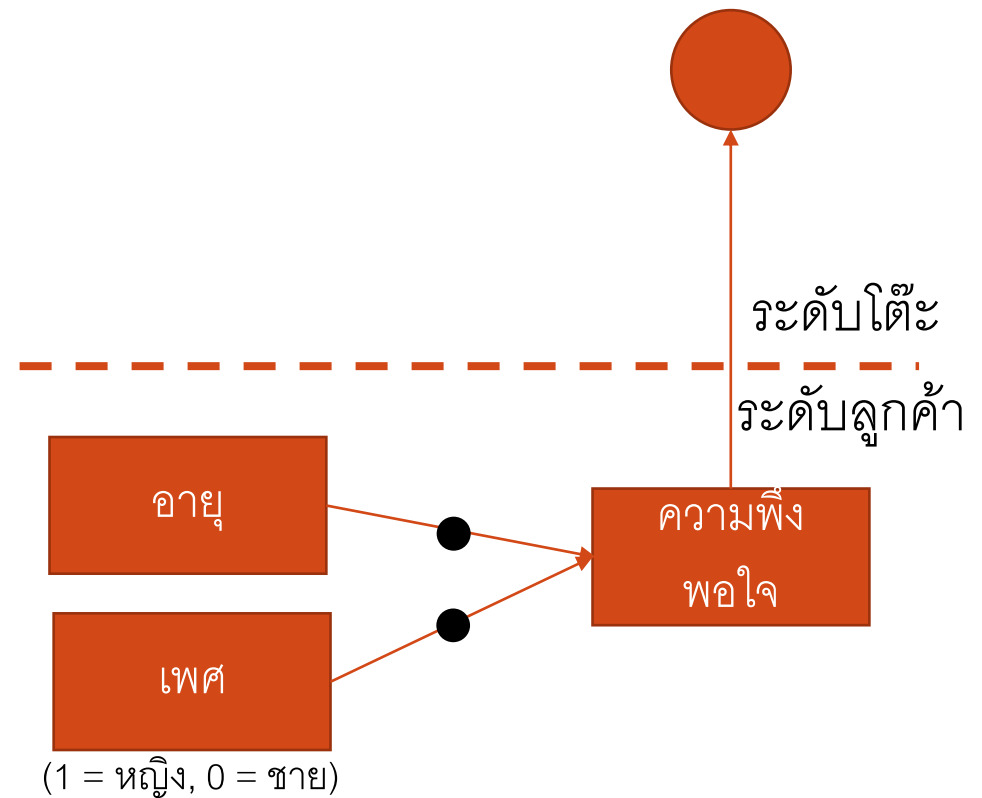 ระดับโต๊ะ
ระดับลูกค้า
อายุ
ความพึง
พอใจ
เพศ
(1 = หญิง, 0 = ชาย)